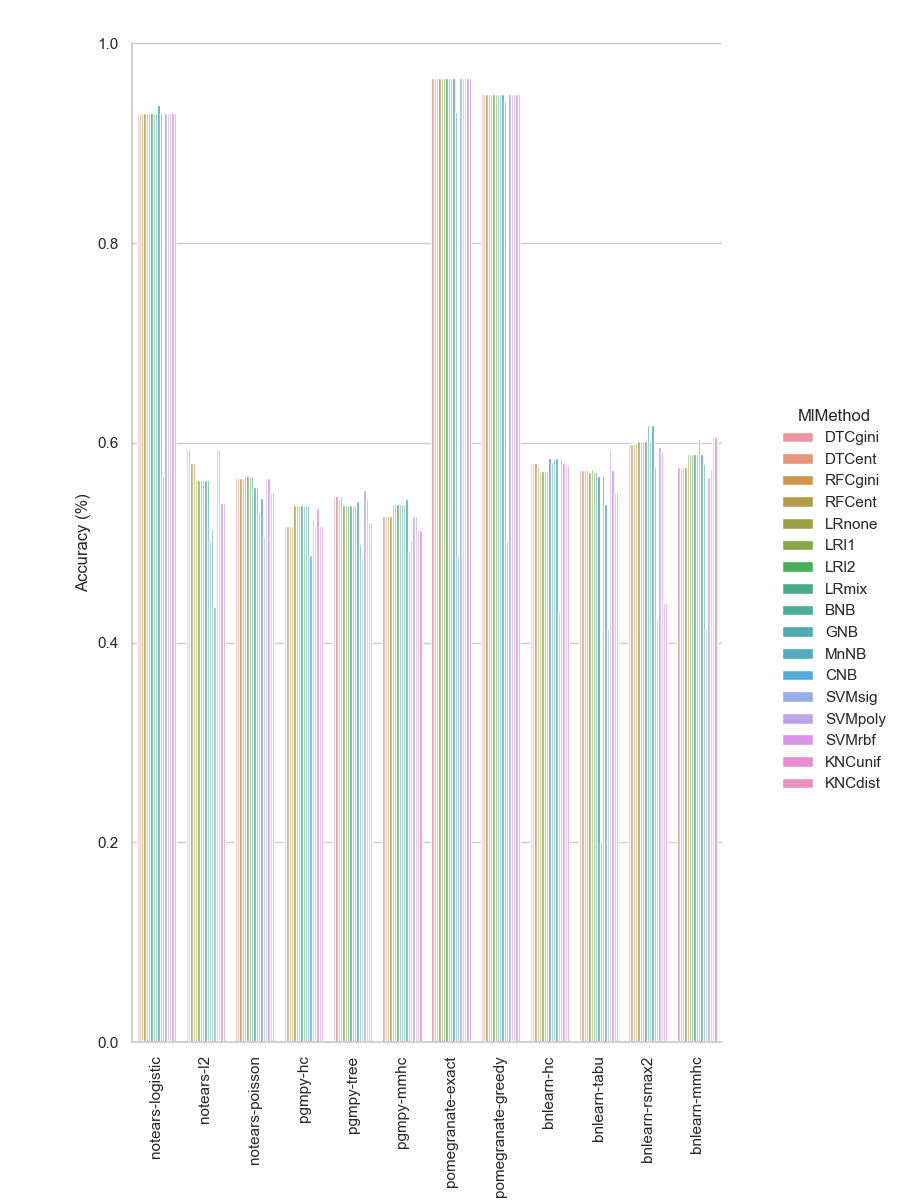 1.0
0.8
0.6
0.4
0.2
0.0
Accuracy (%)
notears-logistic
notears-l2
notears-poisson
pgmpy-hc
pgmpy-tree
pgmpy-mmhc
pomegranate-exact
pomegranate-greedy
bnlearn-hc
bnlearn-tabu
bnlearn-rsmax2
bnlearn-mmhc
MlMethod
DTCgini
DTCent
RFCgini
RFCent
LRnone
LRl1
LRl2
LRmix
BNB
GNB
MnNB
CNB
SVMsig
SVMpoly
SVMrbf
KNCunif
KNCdist